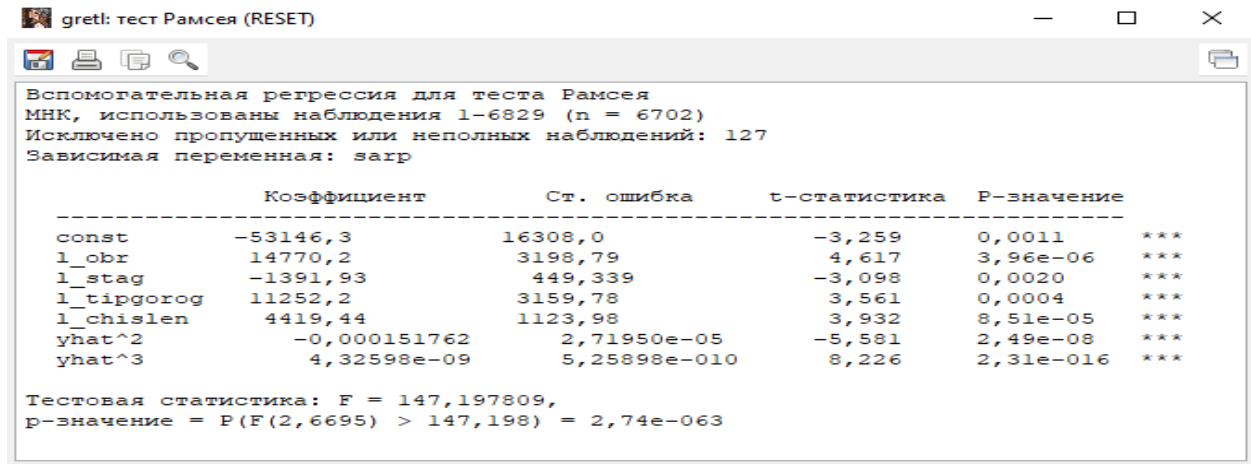 gretl: тест Рамсея (RESET)
Вспомогательная регрессия для теста Рамсея
МНК, использованы наблюдения 1-6829 (n = 6702)
Исключено пропущенных или неполных наблюдений: 127
Зависимая переменная: sarp
Коэффициент Ст. ошибка t-статистика P-значение
const −53146,3 16308,0 −3,259 0,0011 ***
l_obr 14770,2 3198,79 4,617 3,96e-06 ***
l_stag −1391,93 449,339 −3,098 0,0020 ***
l_tipgorog 11252,2 3159,78 3,561 0,0004 ***
l_chislen 4419,44 1123,98 3,932 8,51e-05 ***
yhat^2 −0,000151762 2,71950e-05 −5,581 2,49e-08 ***
yhat^3 4,32598e-09 5,25898e-010 8,226 2,31e-016 ***
Тестовая статистика: F = 147,197809,
р-значение = P(F(2,6695) > 147,198) = 2,74e-063